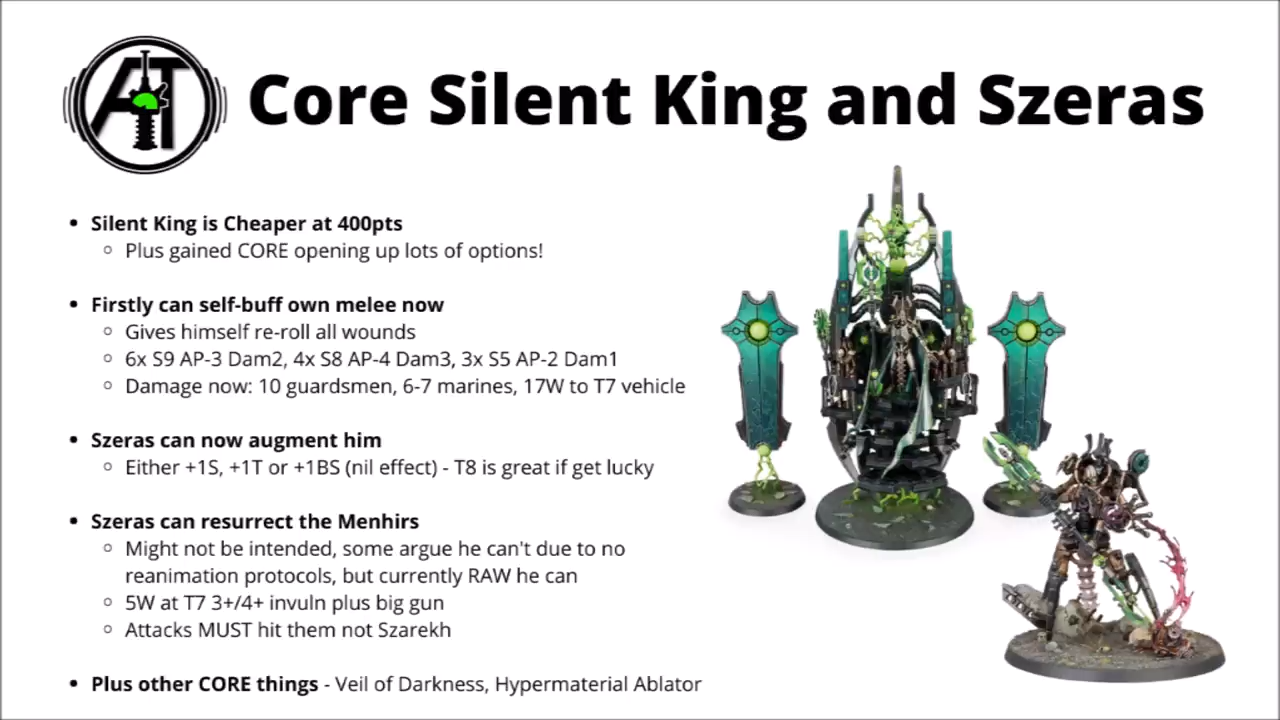 AT
Core Silent King and Szeras
• Silent King is Cheaper at 400pts
◦ Plus gained CORE opening up lots of options!
• Firstly can self-buff own melee now
◦ Gives himself re-roll all wounds
◦ 6x S9 AP-3 Dam2, 4x S8 AP-4 Dam3, 3x S5 AP-2 Dam1
◦ Damage now: 10 guardsmen, 6-7 marines, 17W to T7 vehicle
• Szeras can now augment him
◦ Either +1S, +1T or +1BS (nil effect) - T8 is great if get lucky
• Szeras can resurrect the Menhirs
◦ Might not be intended, some argue he can't due to no
reanimation protocols, but currently RAW he can
◦ 5W at T7 3+/4+ invuln plus big gun
◦ Attacks MUST hit them not Szarekh
• Plus other CORE things - Veil of Darkness, Hypermaterial Ablator